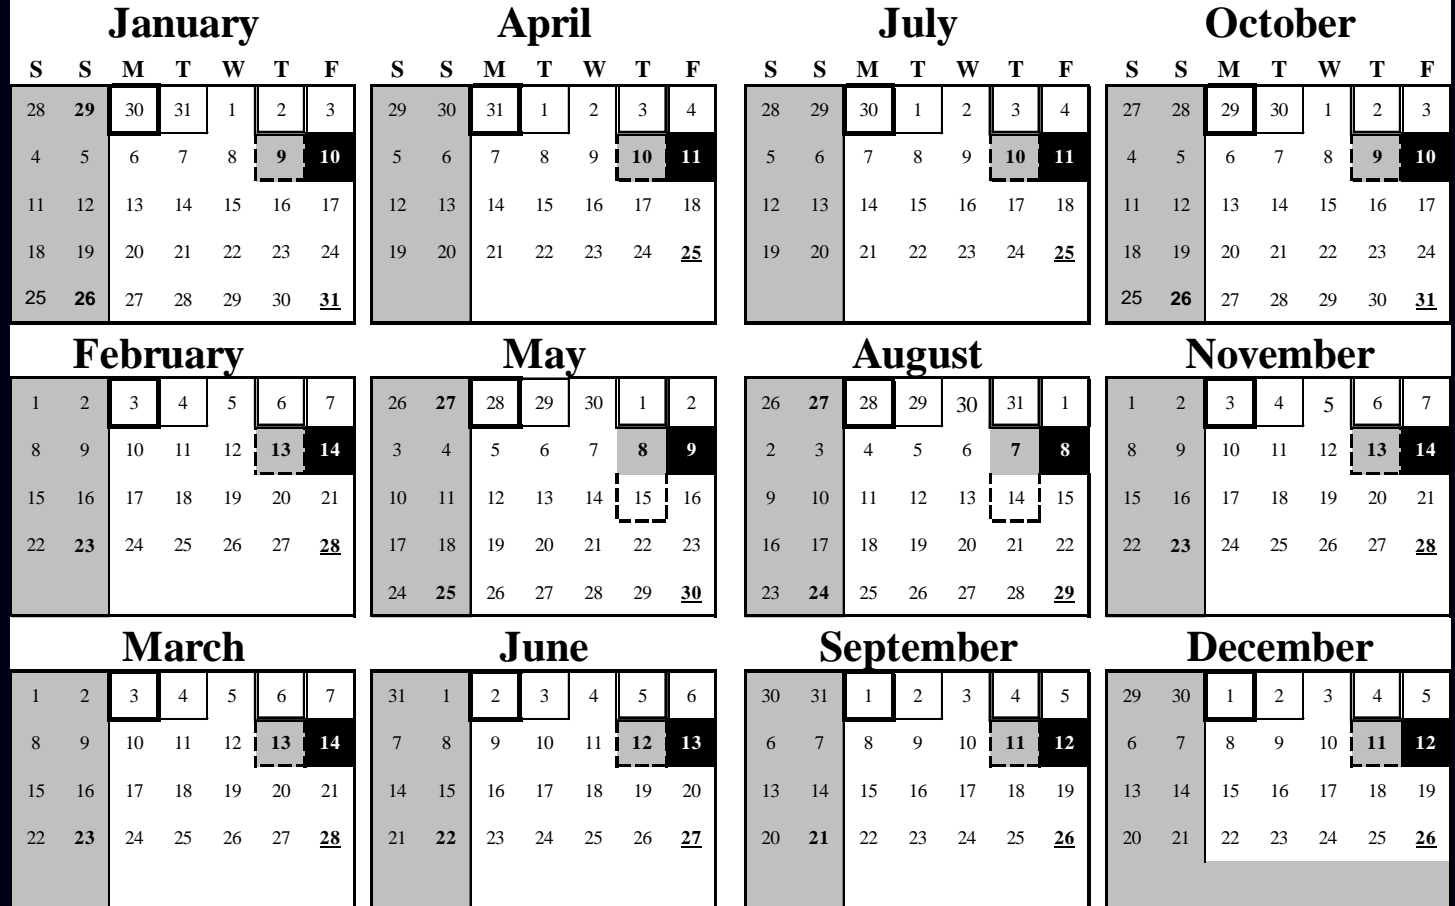 January April July October
S S M T W T F S S M T W T F S S M T W T F S S M T W T F
28 29 30 31 1 2 3 29 30 31 1 2 3 4 28 29 30 1 2 3 4 27 28 29 30 1 2 3
4 5 6 7 8 9 10 5 6 7 8 9 10 11 5 6 7 8 9 10 11 4 5 6 7 8 9 10
11 12 13 14 15 16 17 12 13 14 15 16 17 18 12 13 14 15 16 17 18 11 12 13 14 15 16 17
18 19 20 21 22 23 24 19 20 21 22 23 24 25 19 20 21 22 23 24 25 18 19 20 21 22 23 24
25 26 27 28 29 30 31 25 26 27 28 29 30 31
February May August November
1 2 3 4 5 6 7 26 27 28 29 30 1 2 26 27 28 29 30 31 1 1 2 3 4 5 6 7
8 9 10 11 12 13 14 3 4 5 6 7 8 9 2 3 4 5 6 7 8 8 9 10 11 12 13 14
15 16 17 18 19 20 21 10 11 12 13 14 15 16 9 10 11 12 13 14 15 15 16 17 18 19 20 21
22 23 24 25 26 27 28 17 18 19 20 21 22 23 16 17 18 19 20 21 22 22 23 24 25 26 27 28
24 25 26 27 28 29 30 23 24 25 26 27 28 29
March June September December
1 2 3 4 5 6 7 31 1 2 3 4 5 6 30 31 1 2 3 4 5 29 30 1 2 3 4 5
8 9 10 11 12 13 14 7 8 9 10 11 12 13 6 7 8 9 10 11 12 6 7 8 9 10 11 12
15 16 17 18 19 20 21 14 15 16 17 18 19 20 13 14 15 16 17 18 19 13 14 15 16 17 18 19
22 23 24 25 26 27 28 21 22 23 24 25 26 27 20 21 22 23 24 25 26 20 21 22 23 24 25 26